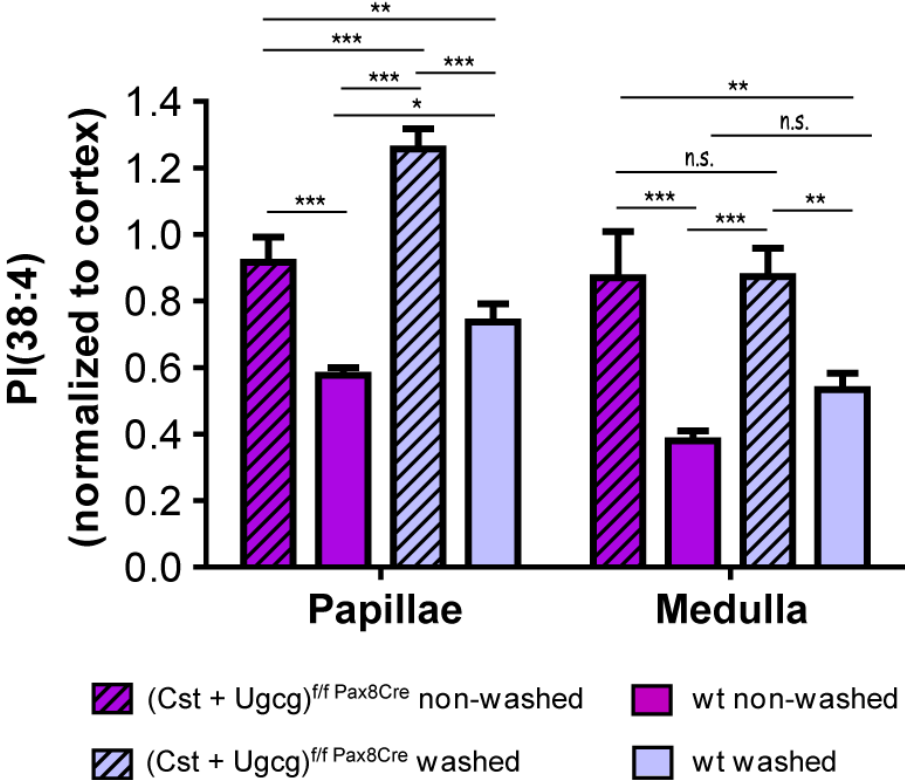 **
***
***
***
*
***
**
n.s.
n.s.
***
**
***
1.4
1.2
1.0
0.8
0.6
0.4
0.2
0.0
PI(38:4)
(normalized to cortex)
Papillae
Medulla
(Cst + Ugcg)f/f Pax8Cre non-washed
wt non-washed
(Cst + Ugcg)f/f Pax8Cre washed
wt washed